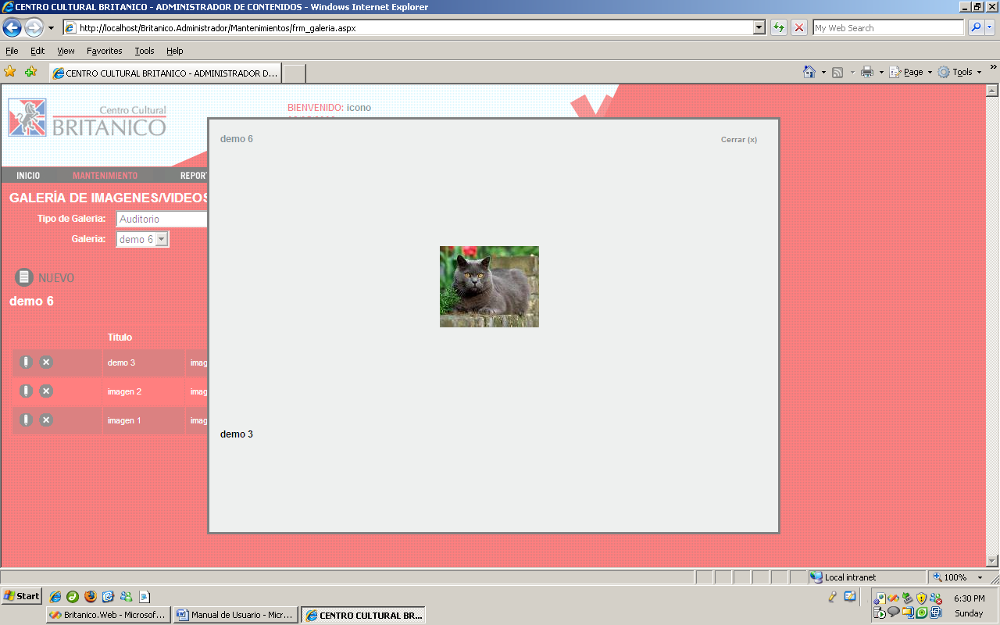 CENTRO CULTURAL BRITANICO - ADMINISTRADOR DE CONTENIDOS - Windows Internet Explorer
http://localhost/Britanico.Administrador/Mantenimientos/frm_galeria.aspx
My Web Search
File Edit View Favorites Tools Help
CENTRO CULTURAL BRITANICO - ADMINISTRADOR D...
Page Tools
Centro Cultural
BRITANICO
BIENVENIDO: icono
demo 6
Cerrar (x)
INICIO MANTENIMIENTO REPORT
GALERÍA DE IMAGENES/VIDEOS
Tipo de Galeria: Auditorio
Galeria: demo 6
NUEVO
demo 6
Titulo
demo 3 imag
imagen 2 imag
imagen 1 imag
demo 3
Local intranet 100%
Start
6:30 PM
Britanico.Web - Microsof... Manual de Usuario - Micr... CENTRO CULTURAL BR...
Sunday